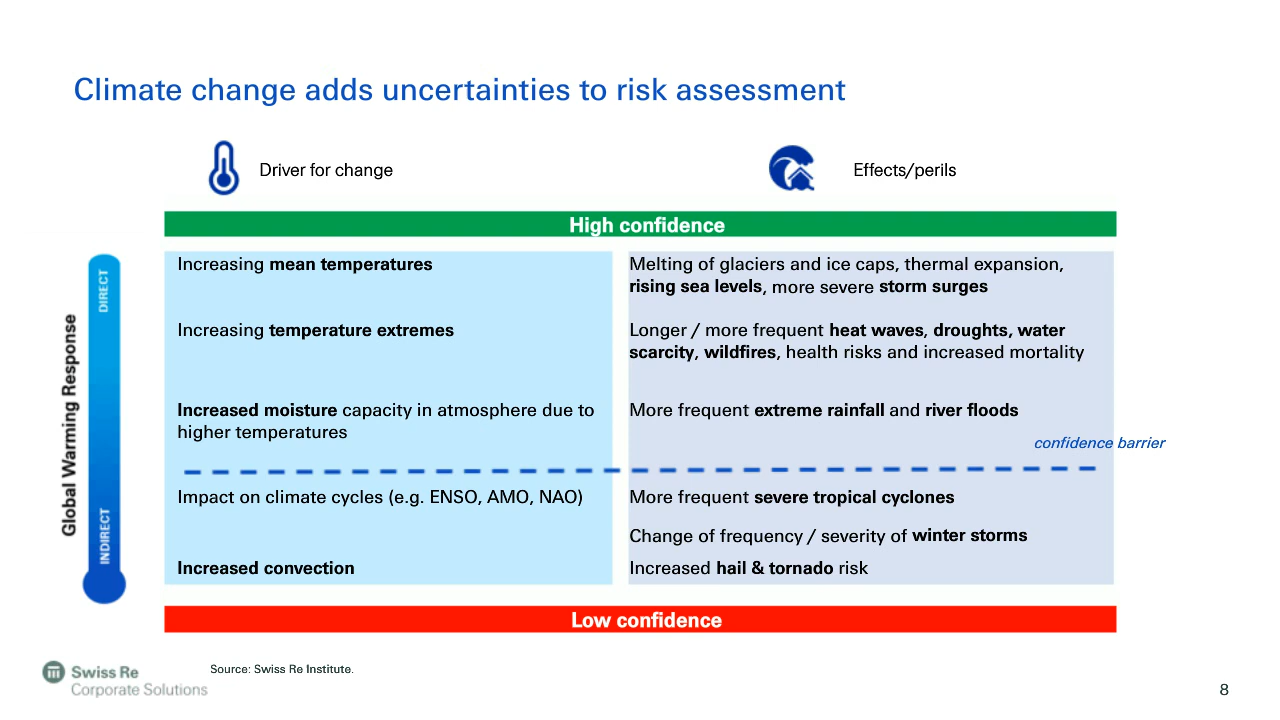 Climate change adds uncertainties to risk assessment
Driver for change
Effects/perils
High confidence
Global Warming Response
DIRECT
INDIRECT
Increasing mean temperatures
Melting of glaciers and ice caps, thermal expansion,
rising sea levels, more severe storm surges
Increasing temperature extremes
Longer / more frequent heat waves, droughts, water
scarcity, wildfires, health risks and increased mortality
Increased moisture capacity in atmosphere due to
higher temperatures
More frequent extreme rainfall and river floods
confidence barrier
Impact on climate cycles (e.g. ENSO, AMO, NAO)
More frequent severe tropical cyclones
Change of frequency / severity of winter storms
Increased convection
Increased hail & tornado risk
Low confidence
Swiss Re
Corporate Solutions
Source: Swiss Re Institute.
8